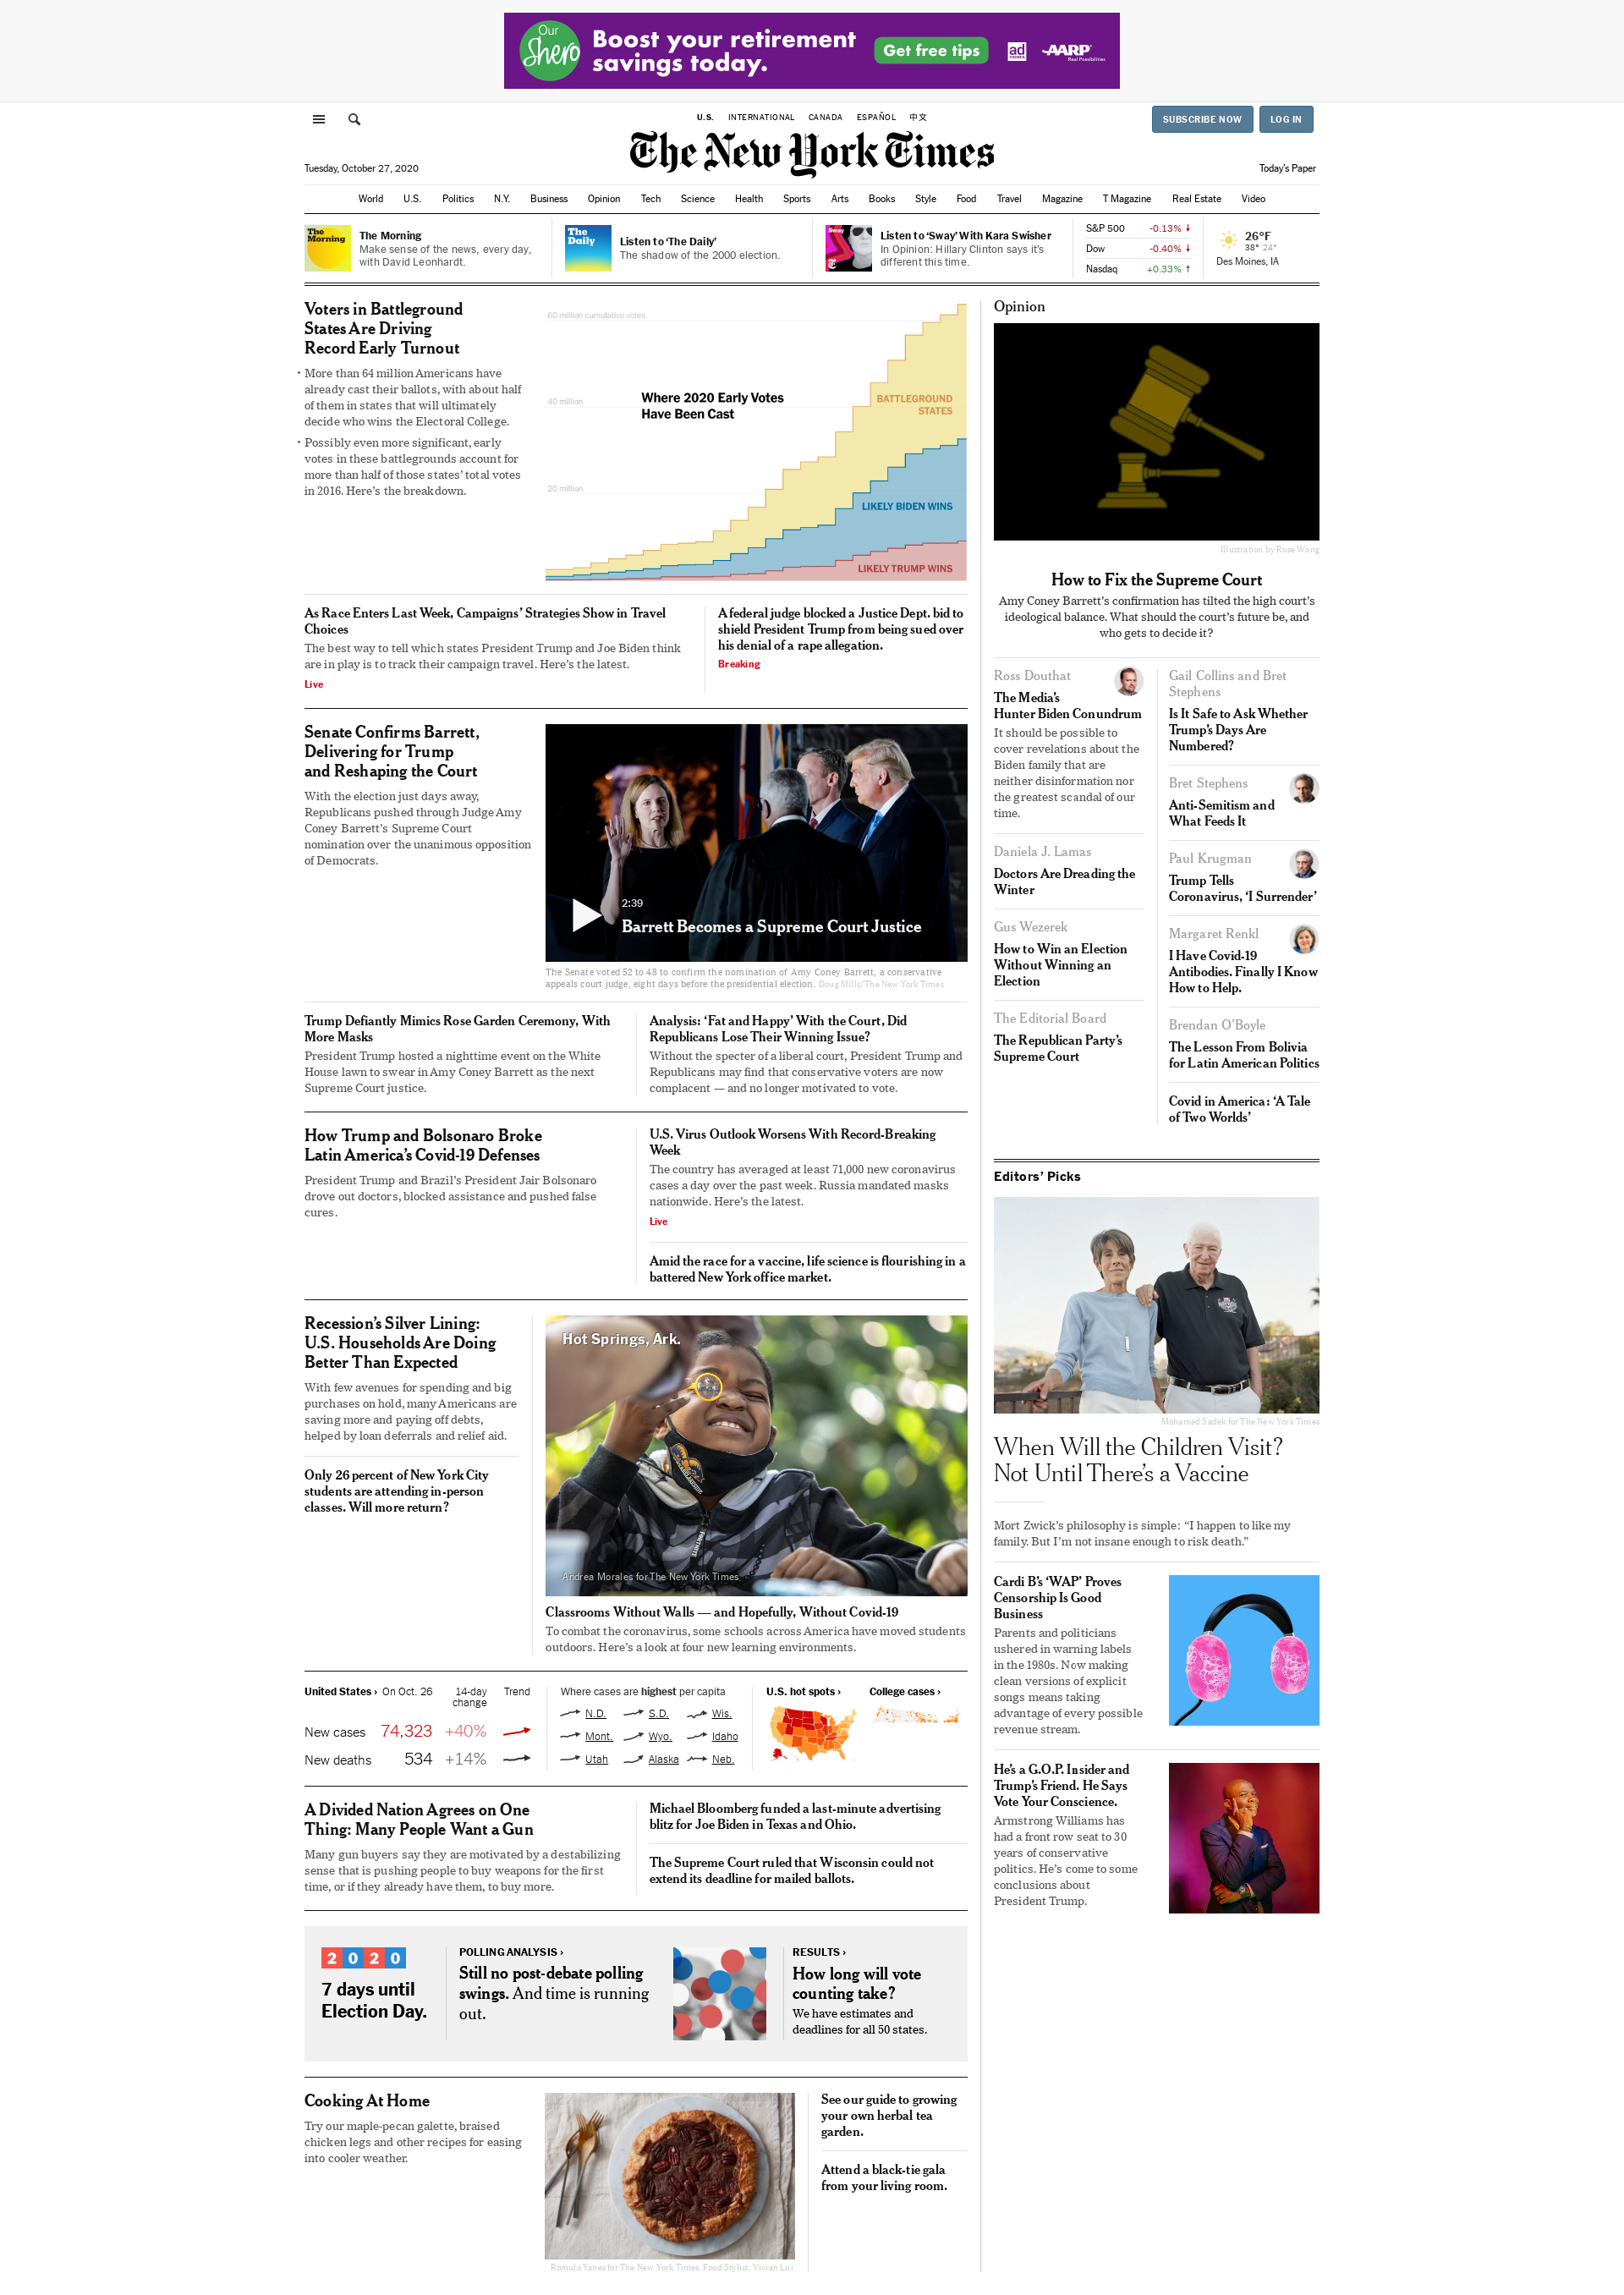 Our
Shero
Boost your retirement
savings today.
Get free tips
ad
COUNCIL
AARP
Real Possibilities
U.S. INTERNATIONAL CANADA ESPAÑOL 中文
SUBSCRIBE NOW LOG IN
The New York Times
Tuesday, October 27, 2020
Today's Paper
World U.S. Politics N.Y. Business Opinion Tech Science Health Sports Arts Books Style Food Travel Magazine T Magazine Real Estate Video
The
Morning
The Morning
Make sense of the news, every day,
with David Leonhardt.
The
Daily
Listen to ‘The Daily’
The shadow of the 2000 election.
Sway
Listen to ‘Sway’ With Kara Swisher
In Opinion: Hillary Clinton says it's
different this time.
S&P 500 -0.13%
Dow -0.40%
Nasdaq +0.33%
26°F
38° 24°
Des Moines, IA
Voters in Battleground
States Are Driving
Record Early Turnout
• More than 64 million Americans have
already cast their ballots, with about half
of them in states that will ultimately
decide who wins the Electoral College.
• Possibly even more significant, early
votes in these battlegrounds account for
more than half of those states’ total votes
in 2016. Here’s the breakdown.
60 million cumulative votes
40 million
20 million
Where 2020 Early Votes
Have Been Cast
BATTLEGROUND
STATES
LIKELY BIDEN WINS
LIKELY TRUMP WINS
As Race Enters Last Week, Campaigns’ Strategies Show in Travel
Choices
The best way to tell which states President Trump and Joe Biden think
are in play is to track their campaign travel. Here’s the latest.
Live
A federal judge blocked a Justice Dept. bid to
shield President Trump from being sued over
his denial of a rape allegation.
Breaking
Senate Confirms Barrett,
Delivering for Trump
and Reshaping the Court
With the election just days away,
Republicans pushed through Judge Amy
Coney Barrett’s Supreme Court
nomination over the unanimous opposition
of Democrats.
2:39
Barrett Becomes a Supreme Court Justice
The Senate voted 52 to 48 to confirm the nomination of Amy Coney Barrett, a conservative
appeals court judge, eight days before the presidential election. Doug Mills/The New York Times
Trump Defiantly Mimics Rose Garden Ceremony, With
More Masks
President Trump hosted a nighttime event on the White
House lawn to swear in Amy Coney Barrett as the next
Supreme Court justice.
Analysis: ‘Fat and Happy’ With the Court, Did
Republicans Lose Their Winning Issue?
Without the specter of a liberal court, President Trump and
Republicans may find that conservative voters are now
complacent — and no longer motivated to vote.
How Trump and Bolsonaro Broke
Latin America’s Covid-19 Defenses
President Trump and Brazil’s President Jair Bolsonaro
drove out doctors, blocked assistance and pushed false
cures.
U.S. Virus Outlook Worsens With Record-Breaking
Week
The country has averaged at least 71,000 new coronavirus
cases a day over the past week. Russia mandated masks
nationwide. Here’s the latest.
Live
Amid the race for a vaccine, life science is flourishing in a
battered New York office market.
Recession’s Silver Lining:
U.S. Households Are Doing
Better Than Expected
With few avenues for spending and big
purchases on hold, many Americans are
saving more and paying off debts,
helped by loan deferrals and relief aid.
Only 26 percent of New York City
students are attending in-person
classes. Will more return?
Hot Springs, Ark.
Andrea Morales for The New York Times
Classrooms Without Walls — and Hopefully, Without Covid-19
To combat the coronavirus, some schools across America have moved students
outdoors. Here’s a look at four new learning environments.
United States › On Oct. 26 14-day
change Trend
New cases 74,323 +40%
New deaths 534 +14%
Where cases are highest per capita
N.D. S.D. Wis.
Mont. Wyo. Idaho
Utah Alaska Neb.
U.S. hot spots ›
College cases ›
A Divided Nation Agrees on One
Thing: Many People Want a Gun
Many gun buyers say they are motivated by a destabilizing
sense that is pushing people to buy weapons for the first
time, or if they already have them, to buy more.
Michael Bloomberg funded a last-minute advertising
blitz for Joe Biden in Texas and Ohio.
The Supreme Court ruled that Wisconsin could not
extend its deadline for mailed ballots.
2020
7 days until
Election Day.
POLLING ANALYSIS ›
Still no post-debate polling
swings. And time is running
out.
RESULTS ›
How long will vote
counting take?
We have estimates and
deadlines for all 50 states.
Cooking At Home
Try our maple-pecan galette, braised
chicken legs and other recipes for easing
into cooler weather.
Romulo Yanes for The New York Times. Food Stylist: Vivian Lui.
See our guide to growing
your own herbal tea
garden.
Attend a black-tie gala
from your living room.
Opinion
Illustration by Rose Wong
How to Fix the Supreme Court
Amy Coney Barrett’s confirmation has tilted the high court’s
ideological balance. What should the court’s future be, and
who gets to decide it?
Ross Douthat
The Media’s
Hunter Biden Conundrum
It should be possible to
cover revelations about the
Biden family that are
neither disinformation nor
the greatest scandal of our
time.
Daniela J. Lamas
Doctors Are Dreading the
Winter
Gus Wezerek
How to Win an Election
Without Winning an
Election
The Editorial Board
The Republican Party’s
Supreme Court
Gail Collins and Bret
Stephens
Is It Safe to Ask Whether
Trump’s Days Are
Numbered?
Bret Stephens
Anti-Semitism and
What Feeds It
Paul Krugman
Trump Tells
Coronavirus, ‘I Surrender’
Margaret Renkl
I Have Covid-19
Antibodies. Finally I Know
How to Help.
Brendan O’Boyle
The Lesson From Bolivia
for Latin American Politics
Covid in America: ‘A Tale
of Two Worlds’
Editors’ Picks
Mohamed Sadek for The New York Times
When Will the Children Visit?
Not Until There’s a Vaccine
Mort Zwick’s philosophy is simple: “I happen to like my
family. But I’m not insane enough to risk death.”
Cardi B’s ‘WAP’ Proves
Censorship Is Good
Business
Parents and politicians
ushered in warning labels
in the 1980s. Now making
clean versions of explicit
songs means taking
advantage of every possible
revenue stream.
He’s a G.O.P. Insider and
Trump’s Friend. He Says
Vote Your Conscience.
Armstrong Williams has
had a front row seat to 30
years of conservative
politics. He’s come to some
conclusions about
President Trump.